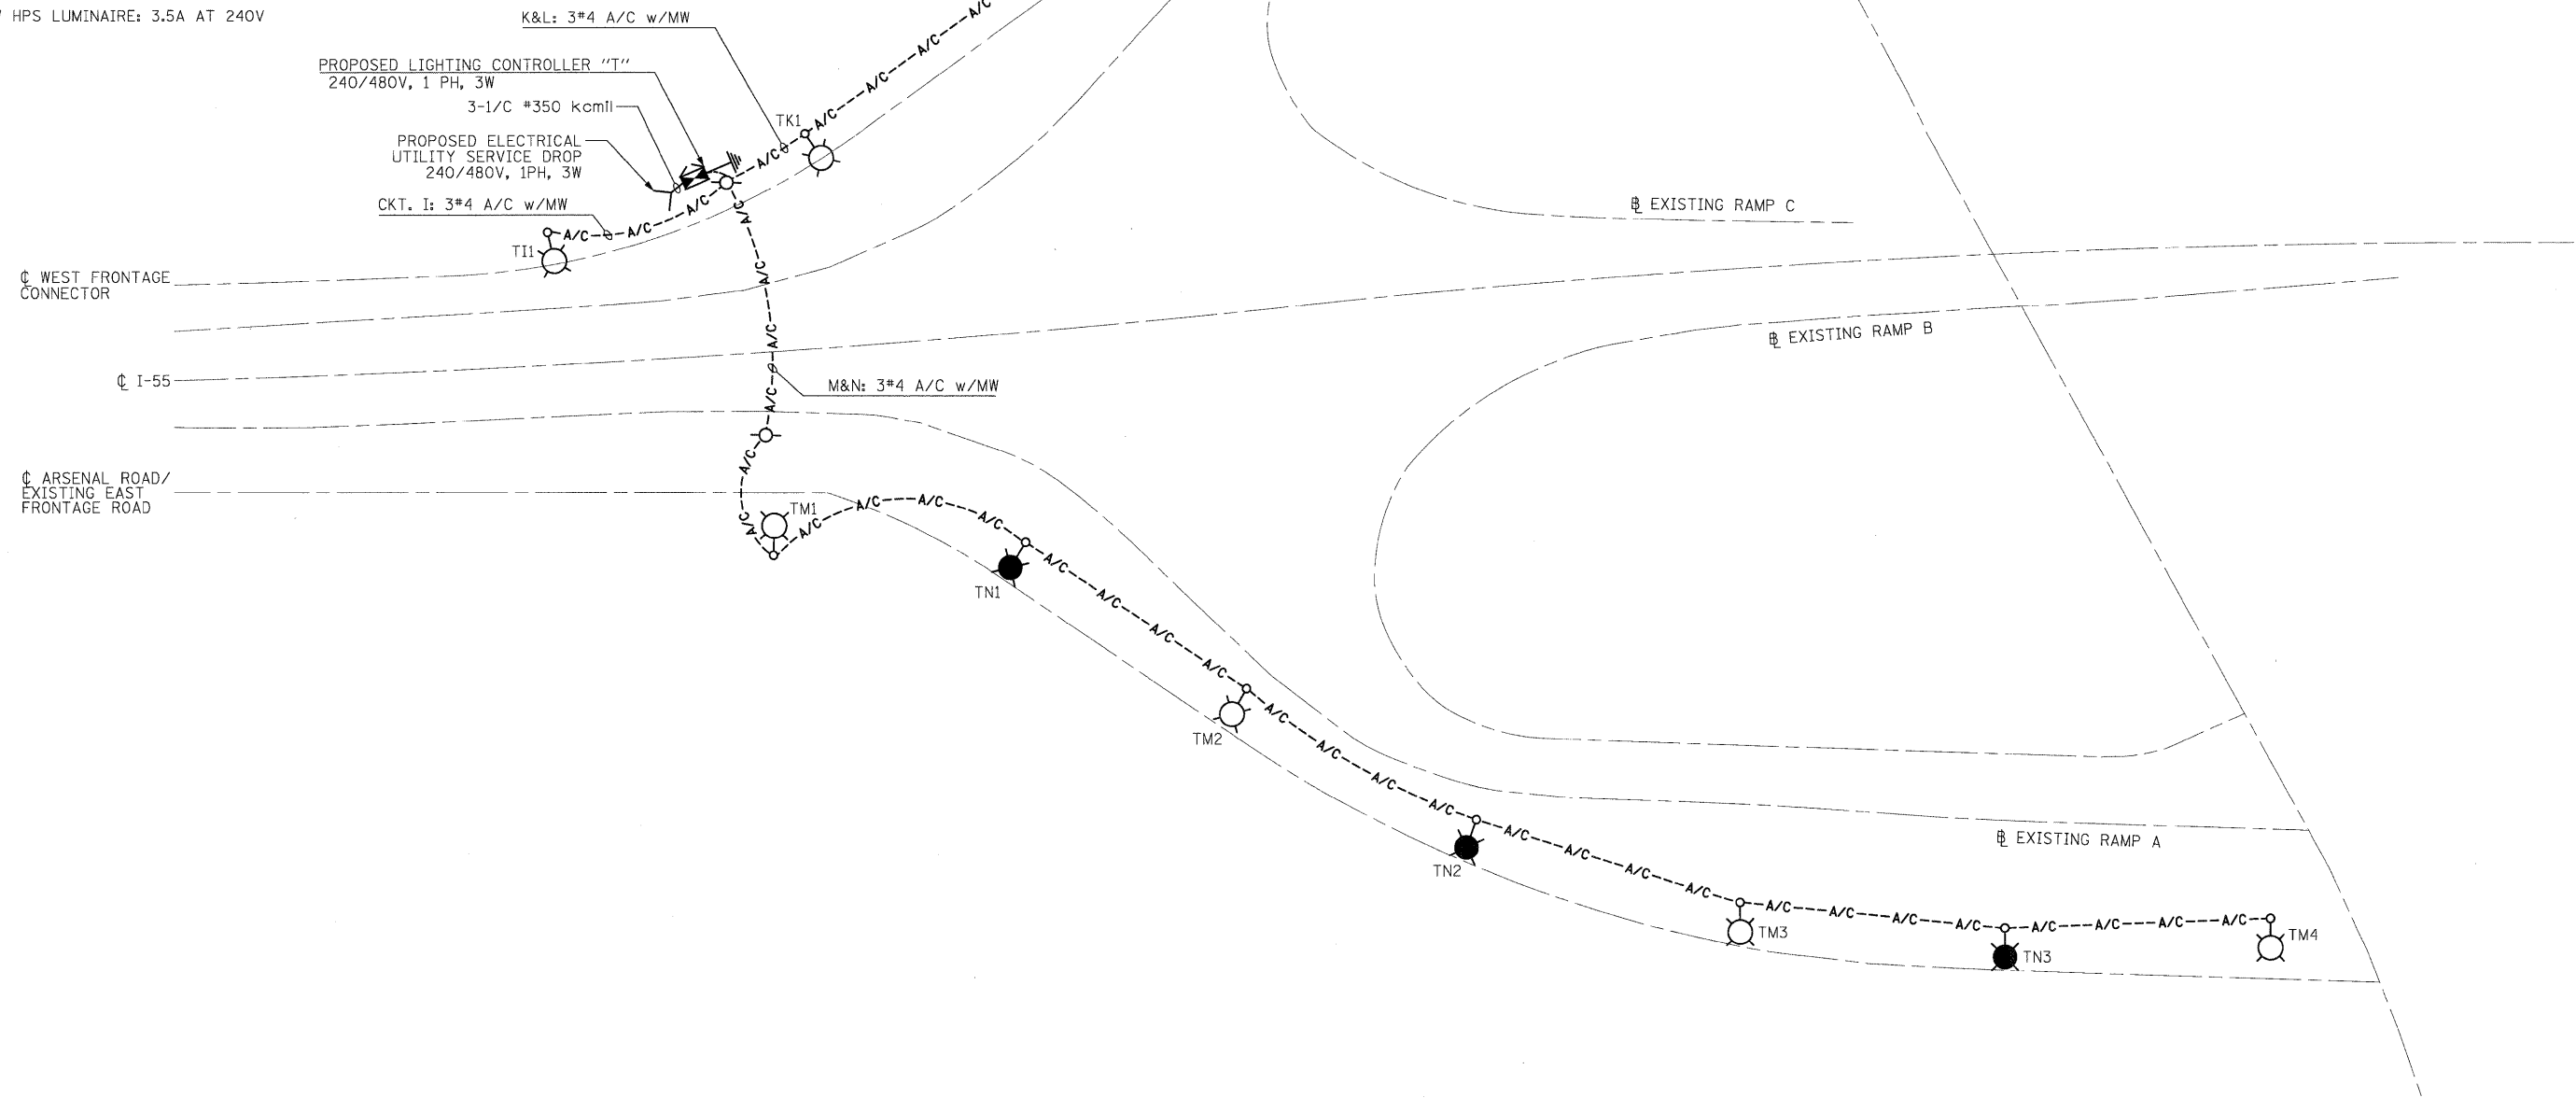 HPS LUMINAIRE: 3.5A AT 240V
K&L: 3#4 A/C w/MW
A/C
A/C
A/C
PROPOSED LIGHTING CONTROLLER "T"
240/480V, 1 PH, 3W
3-1/C #350 kcmil
TK1
A/C
PROPOSED ELECTRICAL
UTILITY SERVICE DROP
240/480V, 1PH, 3W
A/C
CKT. I: 3#4 A/C w/MW
A/C
A/C
A/C
A/C
TI1
A/C
℄ WEST FRONTAGE
CONNECTOR
BL EXISTING RAMP C
A/C
BL EXISTING RAMP B
℄ I-55
M&N: 3#4 A/C w/MW
A/C
A/C
℄ ARSENAL ROAD/
EXISTING EAST
FRONTAGE ROAD
A/C
TM1
A/C
A/C
A/C
A/C
TN1
A/C
A/C
A/C
A/C
TM2
A/C
A/C
A/C
A/C
TN2
A/C
A/C
A/C
A/C
BL EXISTING RAMP A
TM3
A/C
A/C
A/C
A/C
TN3
A/C
A/C
A/C
A/C
TM4